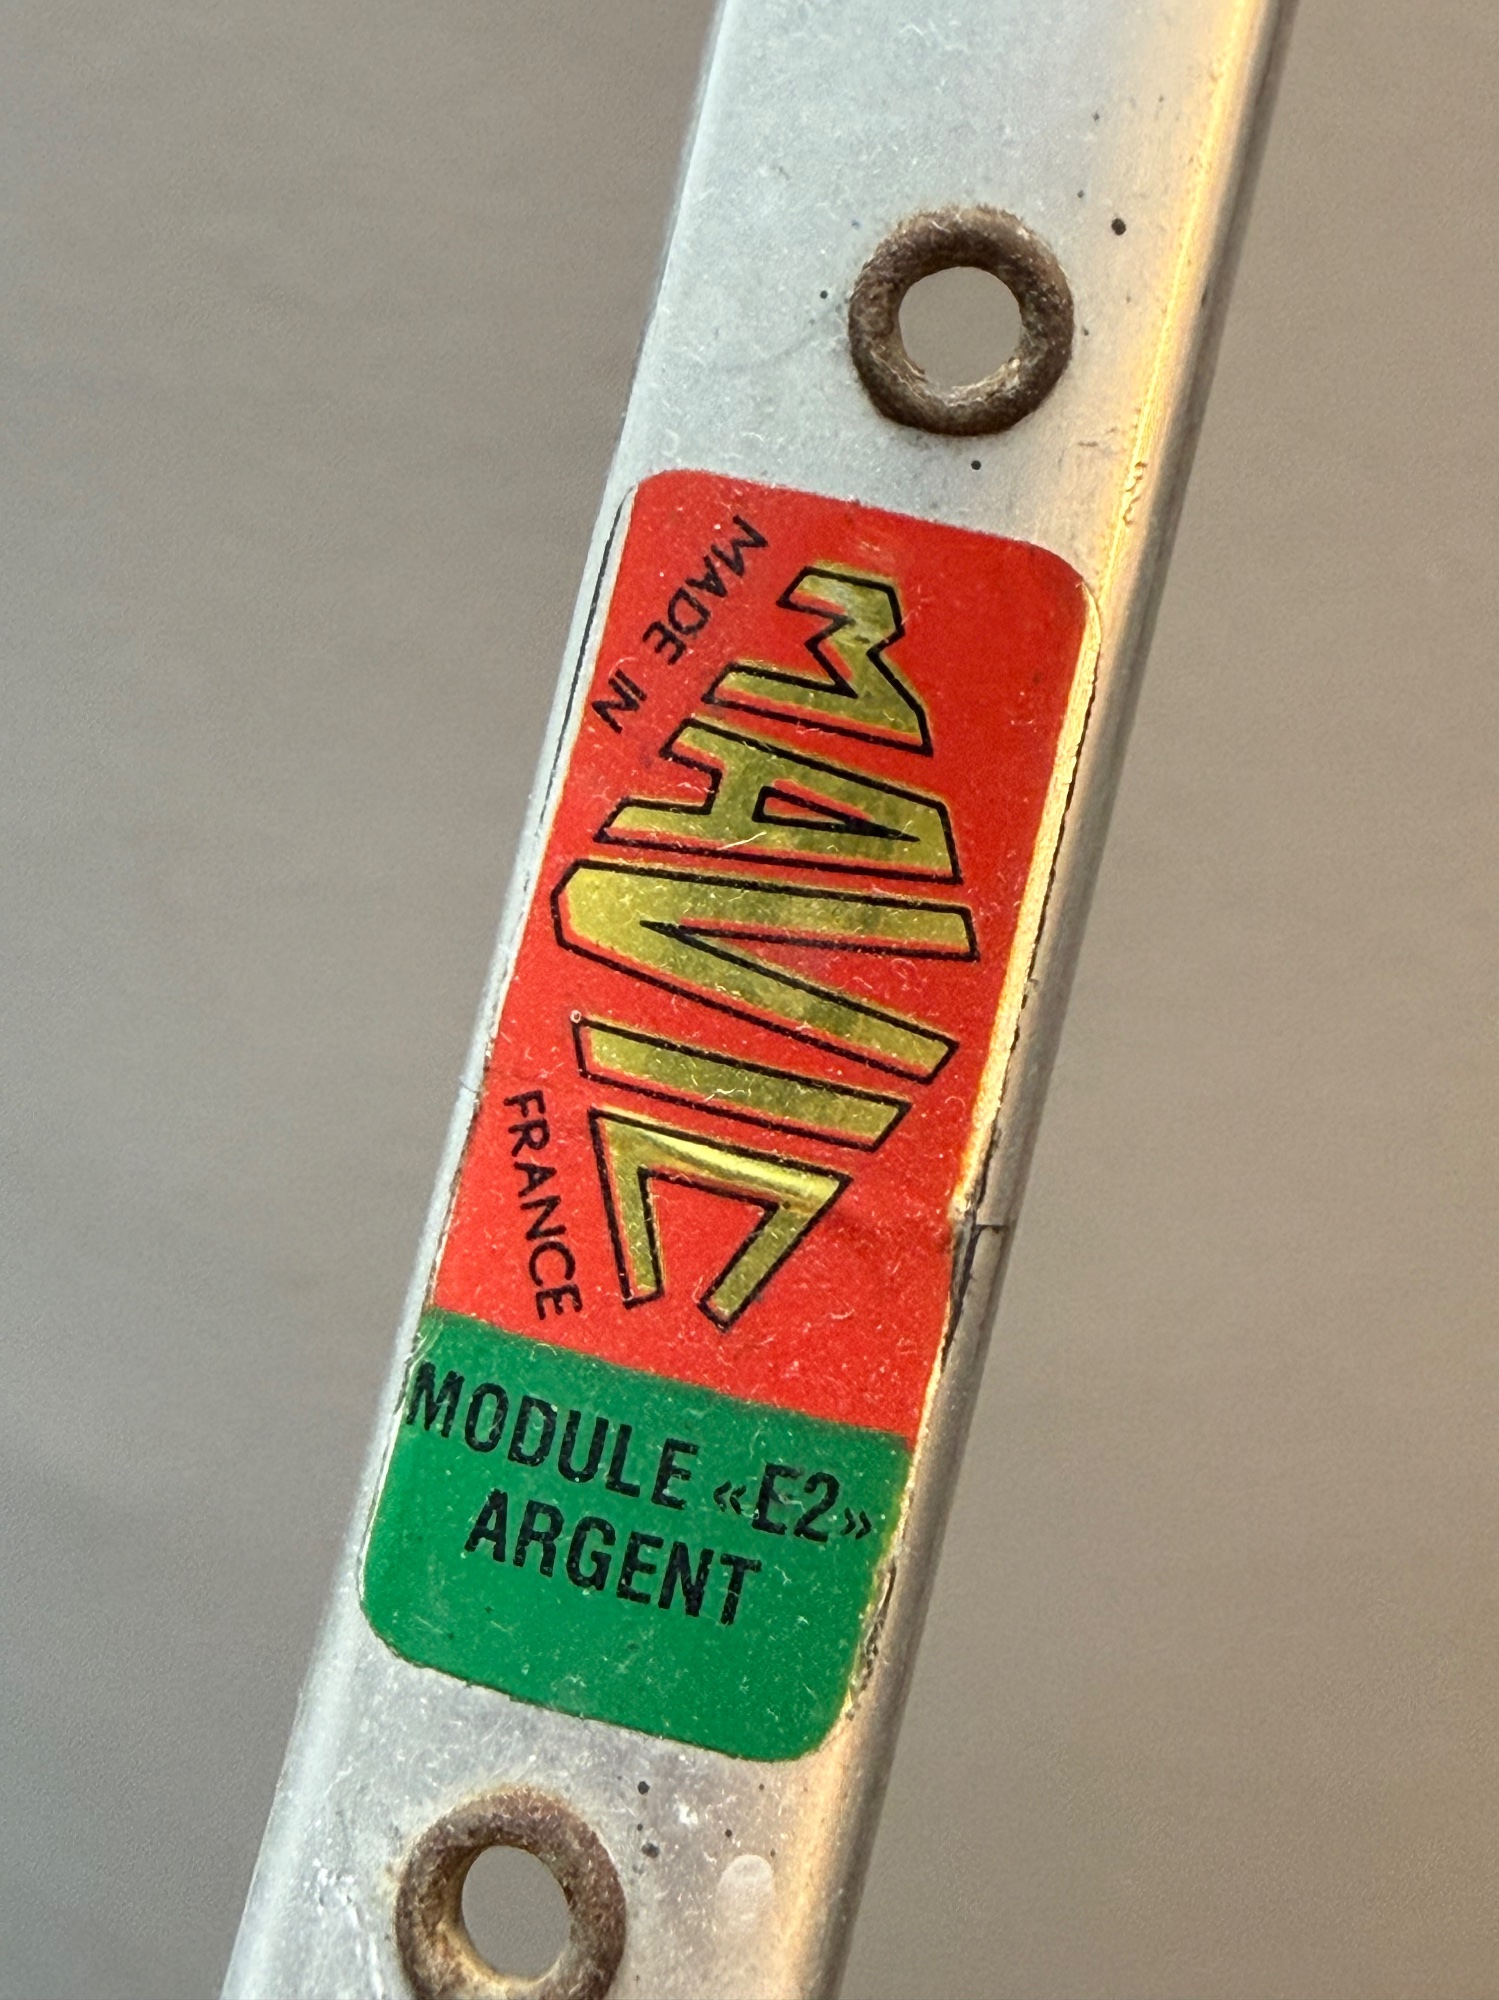 MADE IN
MAVIC
FRANCE
MODULE «E2»
ARGENT